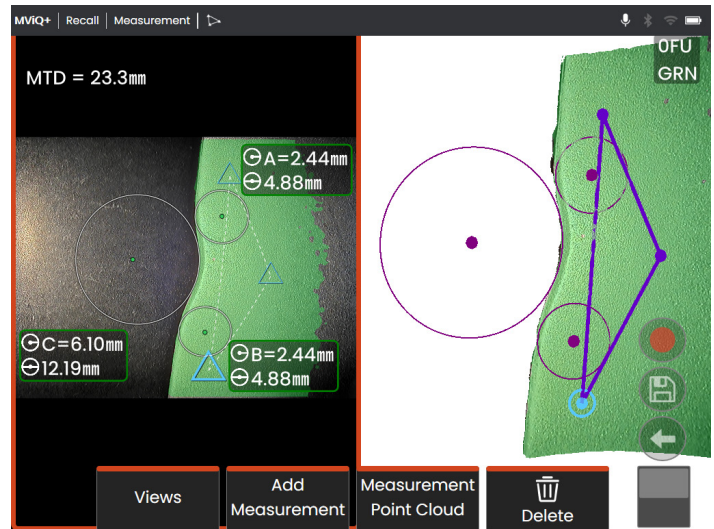 MViQ+ | Recall | Measurement |
MTD = 23.3mm
A=2.44mm
4.88mm
C=6.10mm
12.19mm
B=2.44mm
4.88mm
0FU
GRN
Views
Add
Measurement
Measurement
Point Cloud
Delete